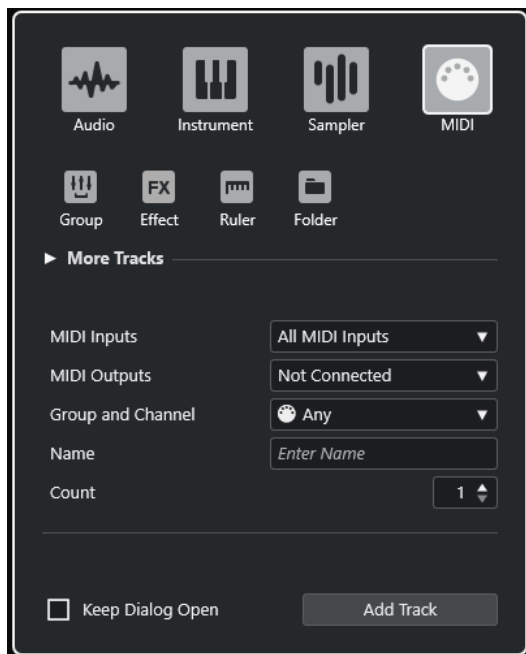 Audio Instrument Sampler MIDI
FX
Group Effect Ruler Folder
More Tracks
MIDI Inputs All MIDI Inputs
MIDI Outputs Not Connected
Group and Channel Any
Name Enter Name
Count 1
Keep Dialog Open Add Track